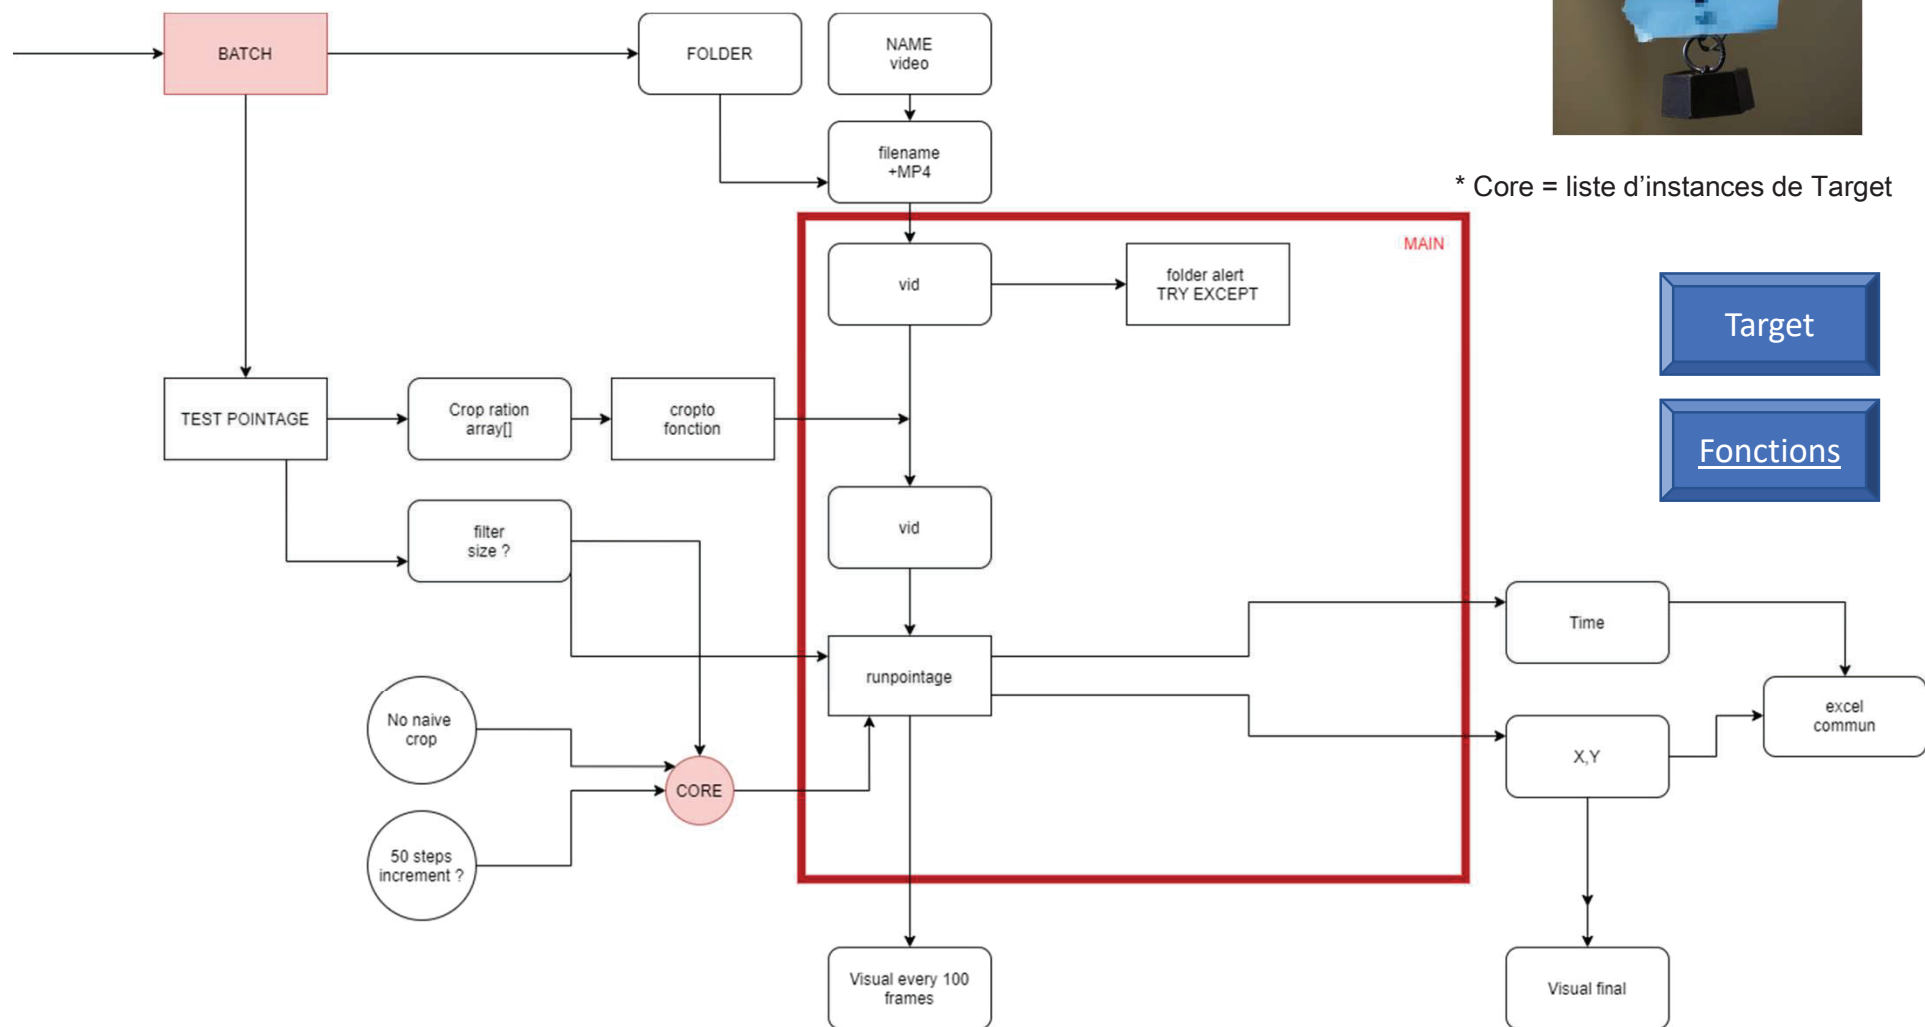 BATCH
FOLDER
NAME
video
filename
+MP4
* Core = liste d’instances de Target
MAIN
vid
folder alert
TRY EXCEPT
Target
TEST POINTAGE
Crop ration
array[]
cropto
fonction
Fonctions
filter
size ?
vid
Time
runpointage
No naive
crop
excel
commun
X,Y
CORE
50 steps
increment ?
Visual every 100
frames
Visual final